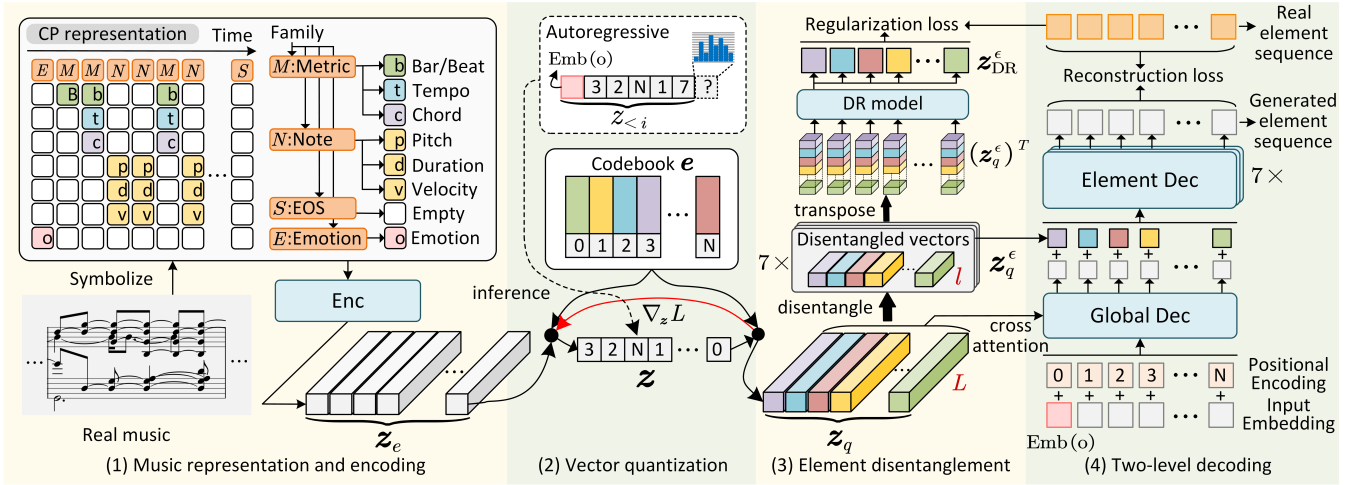 CP representation
Time
E M M N N M N S
B b b
t t
c c
p p p
d d d
v v v
...
o
Family
M:Metric
N:Note
S:EOS
E:Emotion
b Bar/Beat
t Tempo
c Chord
p Pitch
d Duration
v Velocity
Empty
o Emotion
Symbolize
Enc
... ...
Real music
...
z_e
(1) Music representation and encoding
Autoregressive
Emb(o)
3 2 N 1 7 ?
z_{<i}
Codebook e
...
0 1 2 3 N
inference
∇_z L
3 2 N 1 ... 0
z
(2) Vector quantization
Regularization loss
... z_DR^ϵ
DR model
... (z_q^ϵ)^T
transpose
Disentangled vectors
7×
... l
z_q^ϵ
disentangle
... L
cross
attention
z_q
(3) Element disentanglement
... Real
element
sequence
Reconstruction loss
... Generated
element
sequence
Element Dec
7×
+ + + + +
...
Global Dec
0 1 2 3 ... N
Positional
Encoding
+ + + + +
...
Input
Embedding
Emb(o)
(4) Two-level decoding